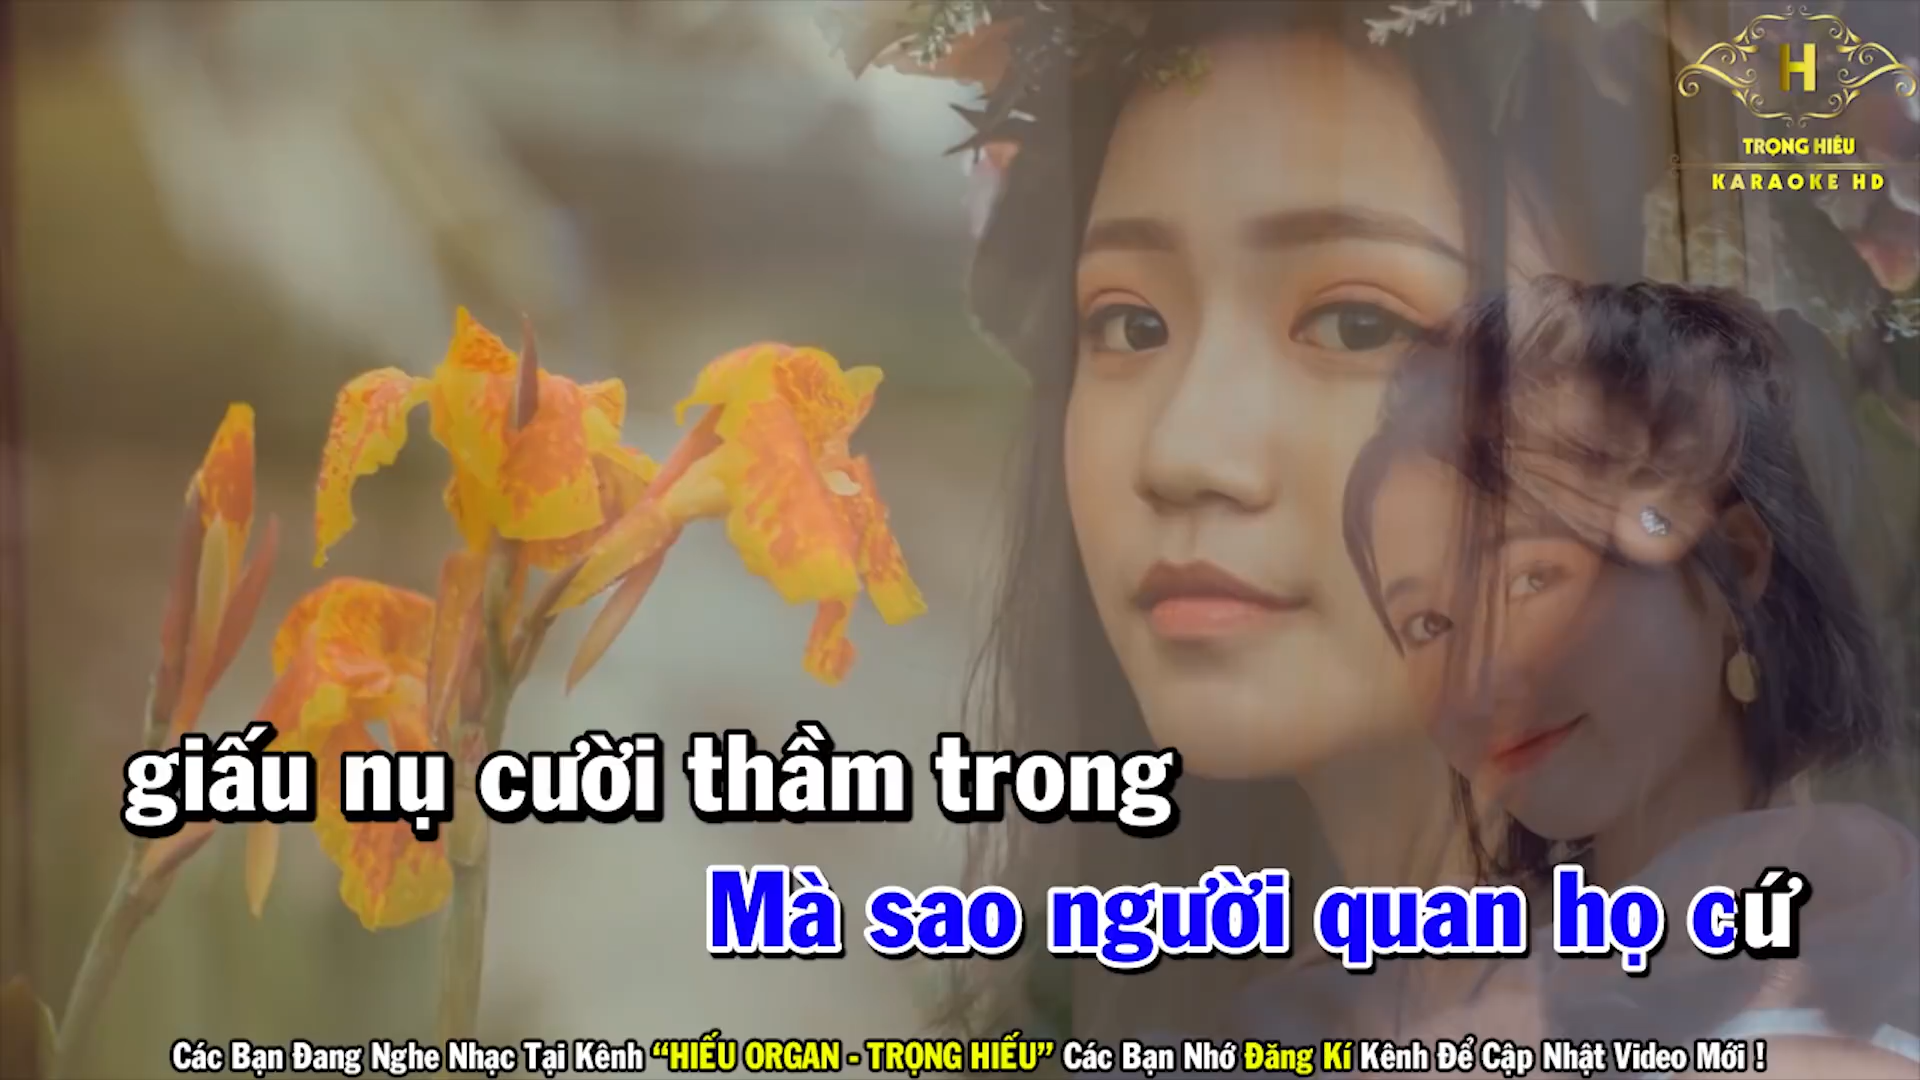 H
TRỌNG HIẾU
KARAOKE HD
giấu nụ cười thầm trong
Mà sao người quan họ cứ
Các Bạn Đang Nghe Nhạc Tại Kênh “HIẾU ORGAN - TRỌNG HIẾU” Các Bạn Nhớ Đăng Kí Kênh Để Cập Nhật Video Mới !